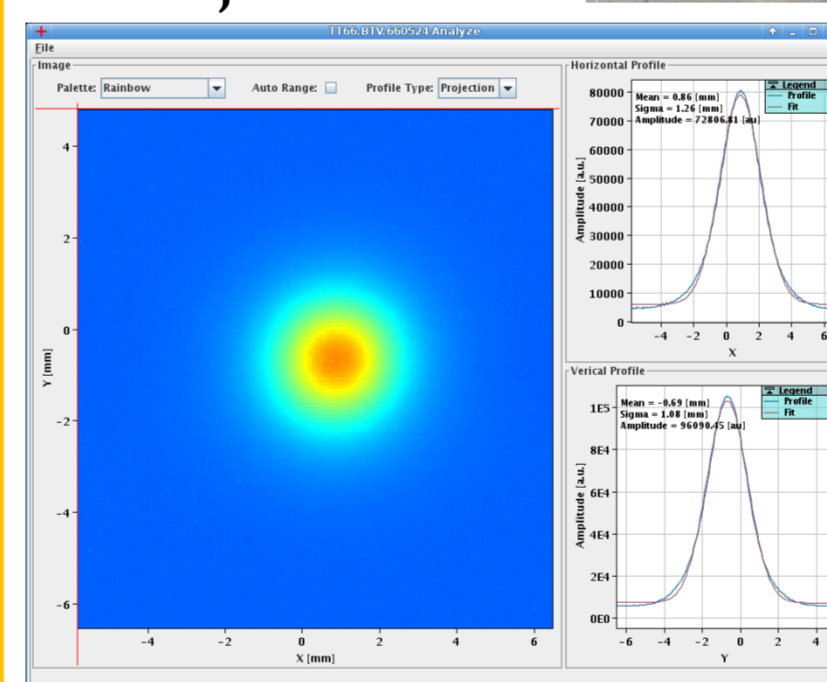 TT66.BTV.660524 Analyze
File
Image
Palette: Rainbow Auto Range: Profile Type: Projection
4
2
0
-2
-4
-6
Y [mm]
-4 -2 0 2 4 6
X [mm]
Horizontal Profile
Legend
Profile
Fit
Mean = 0.86 [mm]
Sigma = 1.26 [mm]
Amplitude = 72806.81 [au]
80000
70000
60000
50000
40000
30000
20000
10000
0
Amplitude [a.u.]
-4 -2 0 2 4 6
X
Verical Profile
Legend
Profile
Fit
Mean = -0.69 [mm]
Sigma = 1.08 [mm]
Amplitude = 96090.45 [au]
1E5
8E4
6E4
4E4
2E4
0E0
Amplitude [a.u.]
-6 -4 -2 0 2 4
Y